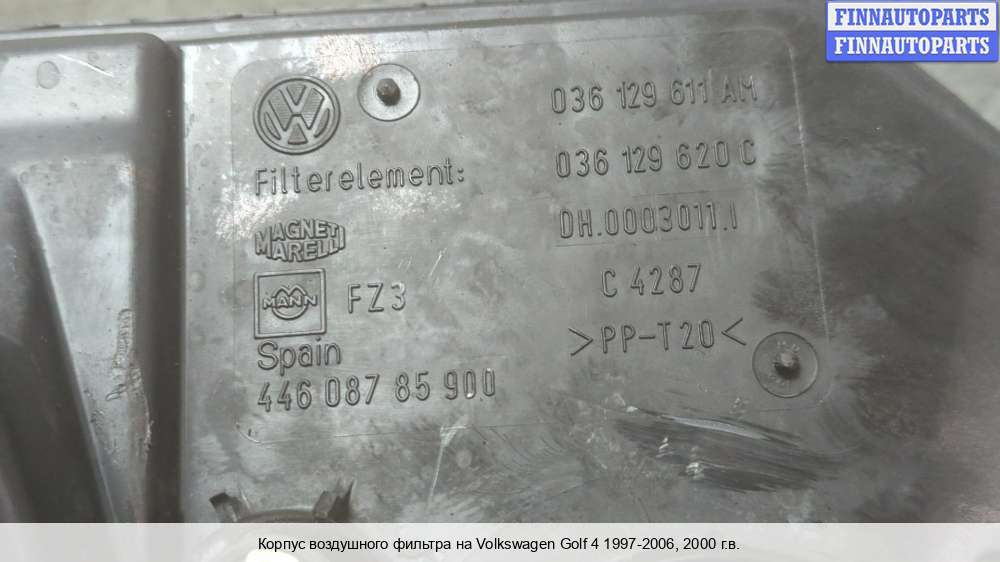 FINNAUTOPARTS
FINNAUTOPARTS
VW
036 129 611 AM
Filterelement:
036 129 620 C
MAGNETI MARELLI
DH.0003011.1
MANN
FZ3
C 4287
Spain
>PP-T20<
446 087 85 900
Корпус воздушного фильтра на Volkswagen Golf 4 1997-2006, 2000 г.в.